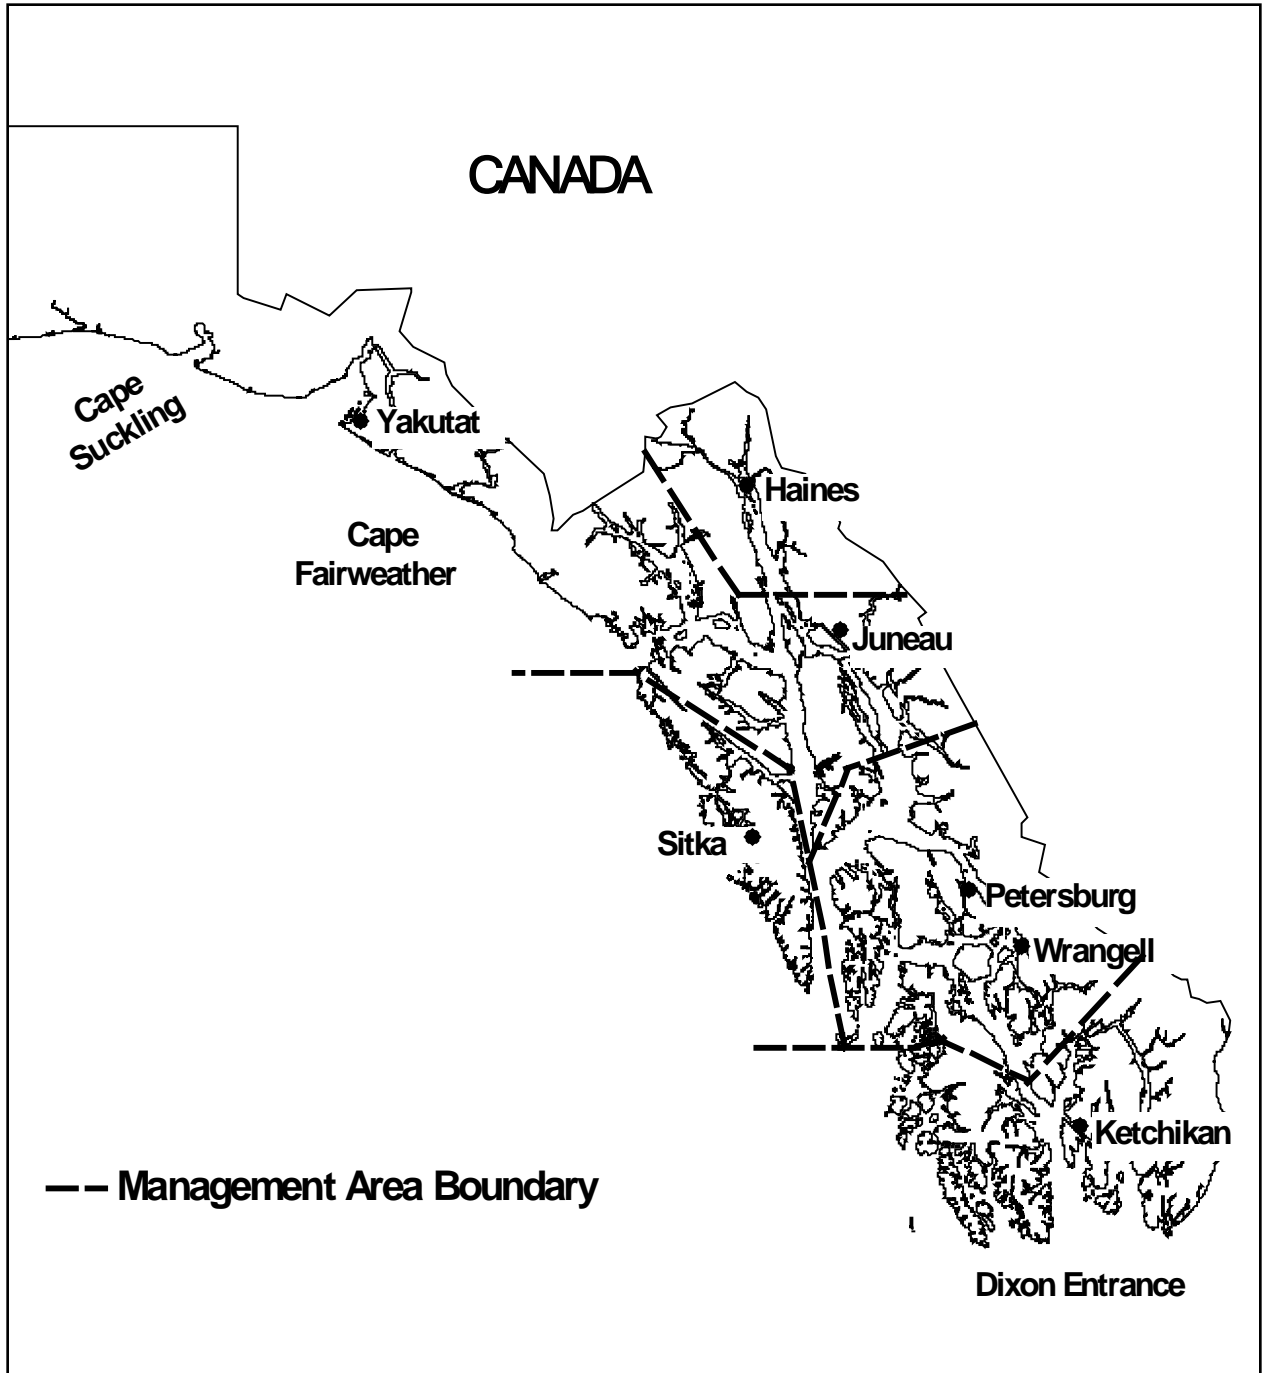 CANADA
Cape
Suckling
Yakutat
Haines
Cape
Fairweather
Juneau
Sitka
Petersburg
Wrangell
Ketchikan
Management Area Boundary
Dixon Entrance